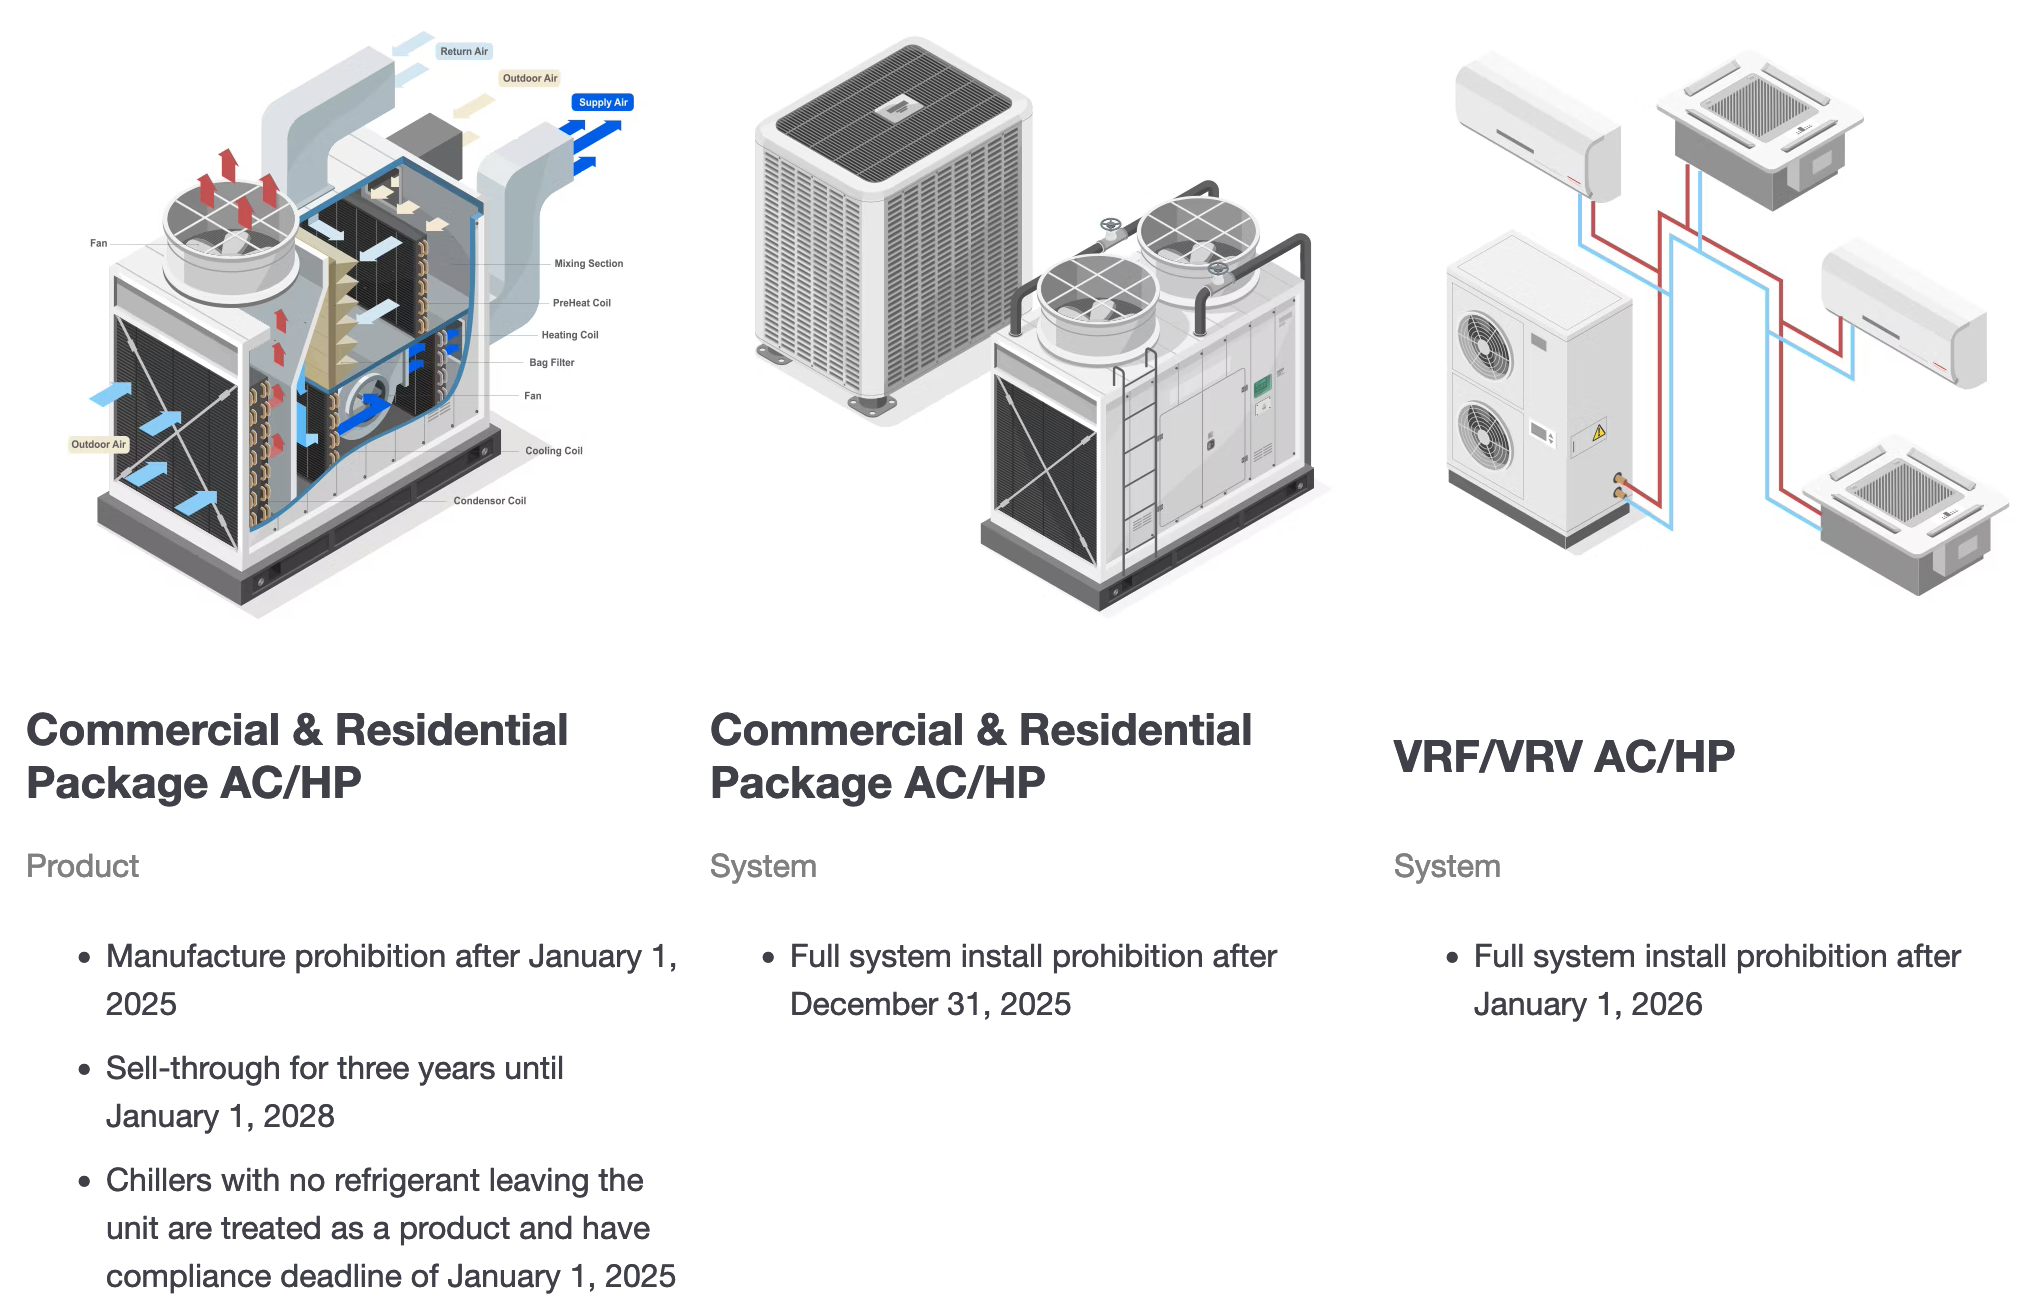 Return Air
Outdoor Air
Supply Air
Fan
Mixing Section
PreHeat Coil
Heating Coil
Bag Filter
Fan
Outdoor Air
Cooling Coil
Condensor Coil
Commercial & Residential
Package AC/HP
Product
• Manufacture prohibition after January 1,
2025
• Sell-through for three years until
January 1, 2028
• Chillers with no refrigerant leaving the
unit are treated as a product and have
compliance deadline of January 1, 2025
Commercial & Residential
Package AC/HP
System
• Full system install prohibition after
December 31, 2025
VRF/VRV AC/HP
System
• Full system install prohibition after
January 1, 2026